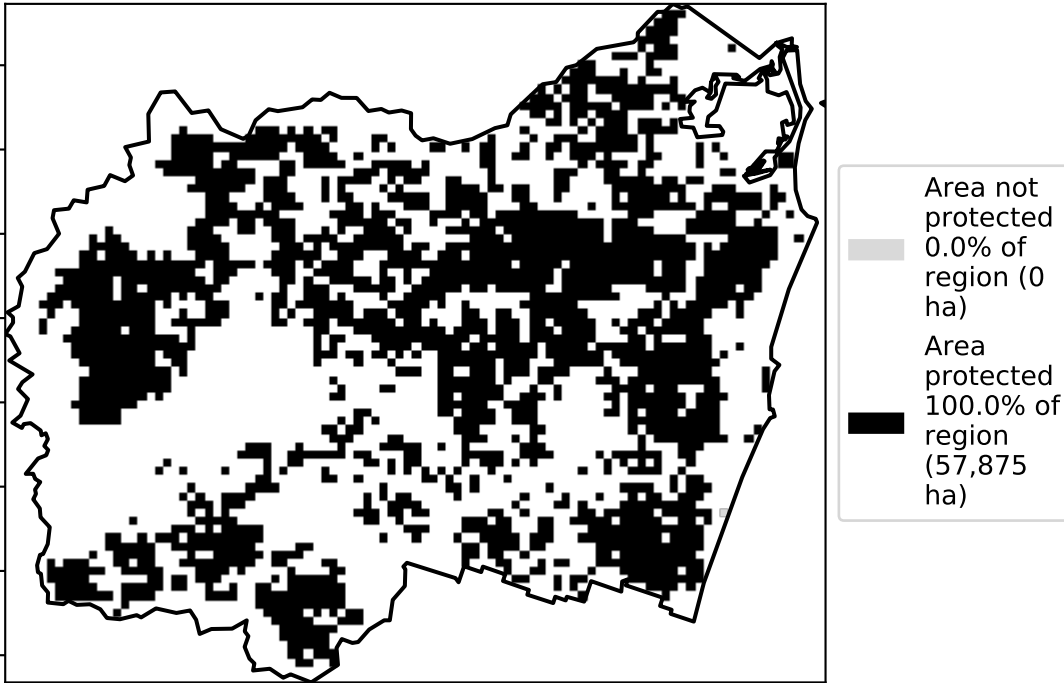 Area not
protected
0.0% of
region (0
ha)
Area
protected
100.0% of
region
(57,875
ha)